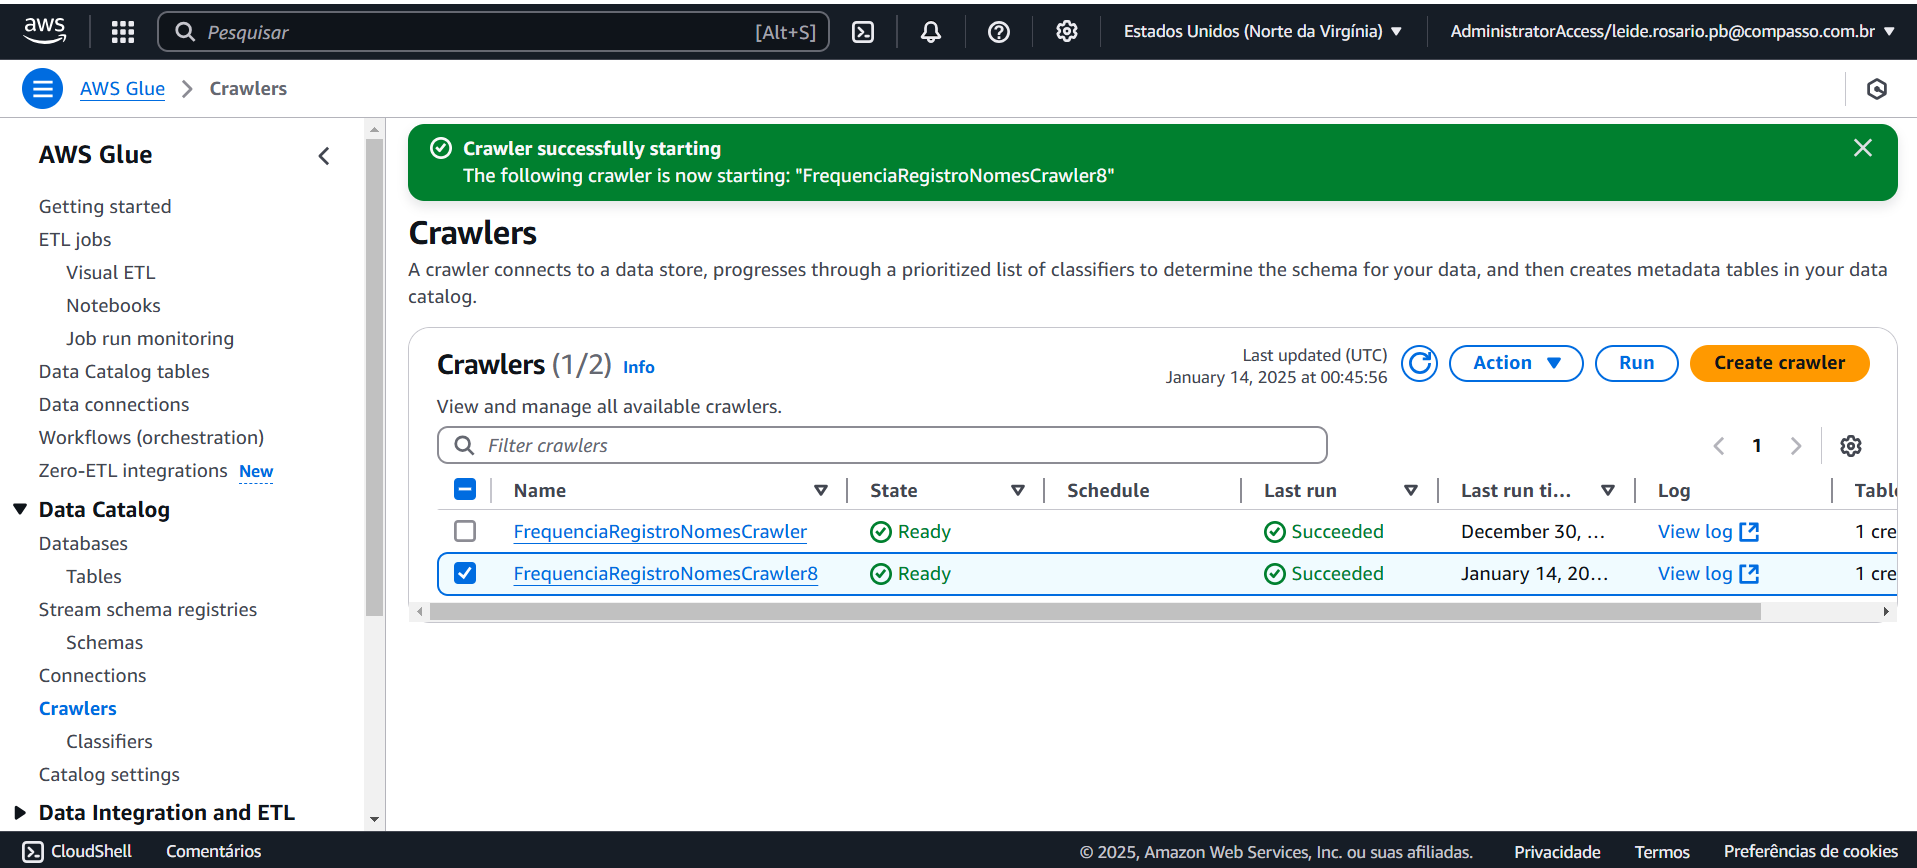 aws
Pesquisar [Alt+S]
Estados Unidos (Norte da Virgínia)
AdministratorAccess/leide.rosario.pb@compasso.com.br
AWS Glue
Crawlers
AWS Glue
Getting started
ETL jobs
Visual ETL
Notebooks
Job run monitoring
Data Catalog tables
Data connections
Workflows (orchestration)
Zero-ETL integrations New
Data Catalog
Databases
Tables
Stream schema registries
Schemas
Connections
Crawlers
Classifiers
Catalog settings
Data Integration and ETL
Crawler successfully starting
The following crawler is now starting: "FrequenciaRegistroNomesCrawler8"
Crawlers
A crawler connects to a data store, progresses through a prioritized list of classifiers to determine the schema for your data, and then creates metadata tables in your data
catalog.
Crawlers (1/2) Info
Last updated (UTC)
January 14, 2025 at 00:45:56
Action
Run
Create crawler
View and manage all available crawlers.
Filter crawlers
1
Name State Schedule Last run Last run ti... Log Table
FrequenciaRegistroNomesCrawler Ready Succeeded December 30, ... View log 1 cre
FrequenciaRegistroNomesCrawler8 Ready Succeeded January 14, 20... View log 1 cre
CloudShell Comentários © 2025, Amazon Web Services, Inc. ou suas afiliadas. Privacidade Termos Preferências de cookies